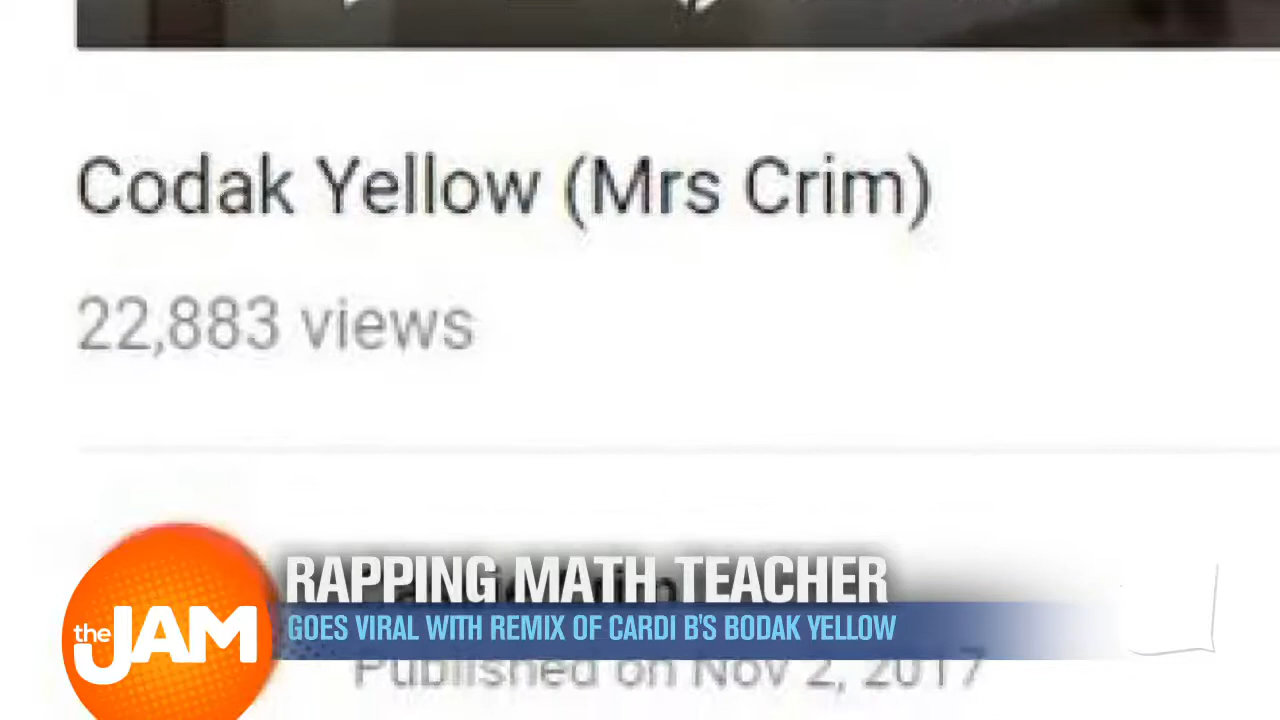 Codak Yellow (Mrs Crim)
22,883 views
RAPPING MATH TEACHER
the JAM
GOES VIRAL WITH REMIX OF CARDI B'S BODAK YELLOW
Published on Nov 2, 2017